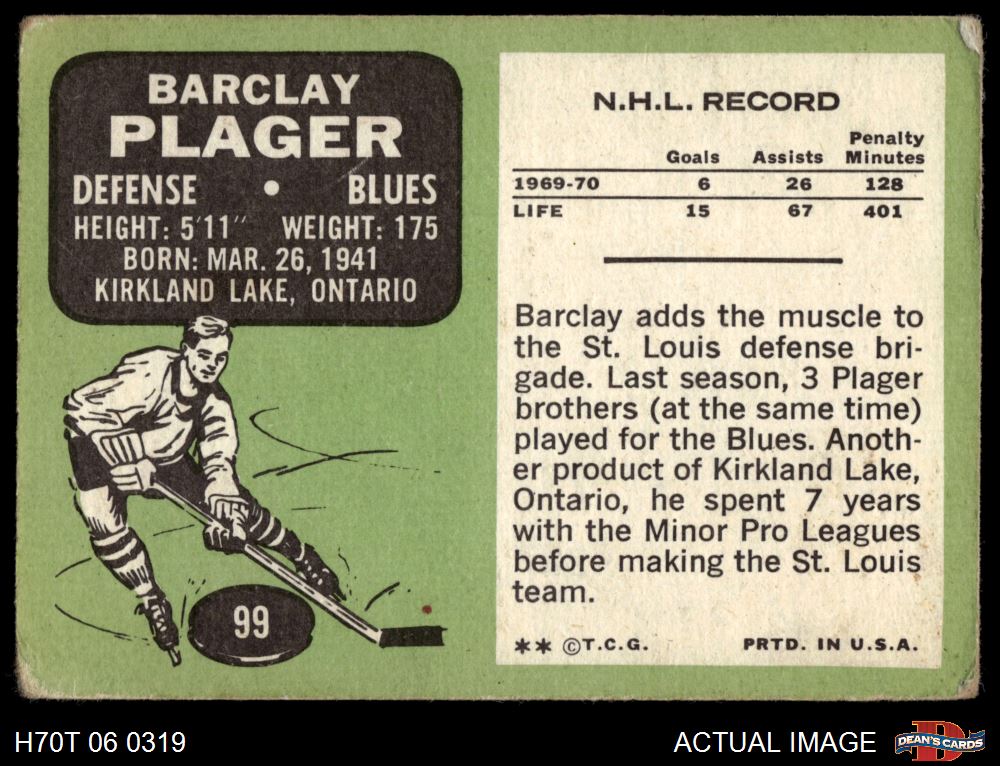 BARCLAY
PLAGER
DEFENSE • BLUES
HEIGHT: 5'11" WEIGHT: 175
BORN: MAR. 26, 1941
KIRKLAND LAKE, ONTARIO
99
N.H.L. RECORD
Goals Assists Penalty Minutes
1969-70 6 26 128
LIFE 15 67 401
Barclay adds the muscle to
the St. Louis defense bri-
gade. Last season, 3 Plager
brothers (at the same time)
played for the Blues. Anoth-
er product of Kirkland Lake,
Ontario, he spent 7 years
with the Minor Pro Leagues
before making the St. Louis
team.
** ©T.C.G. PRTD. IN U.S.A.
H70T 06 0319
ACTUAL IMAGE
D
DEAN'S CARDS